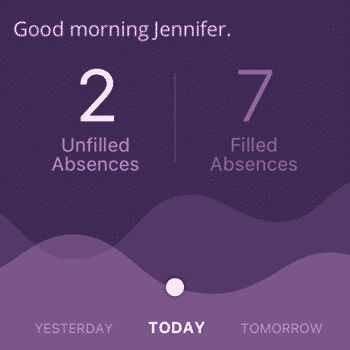 Good morning Jennifer.
2 7
Unfilled Filled
Absences Absences
YESTERDAY TODAY TOMORROW